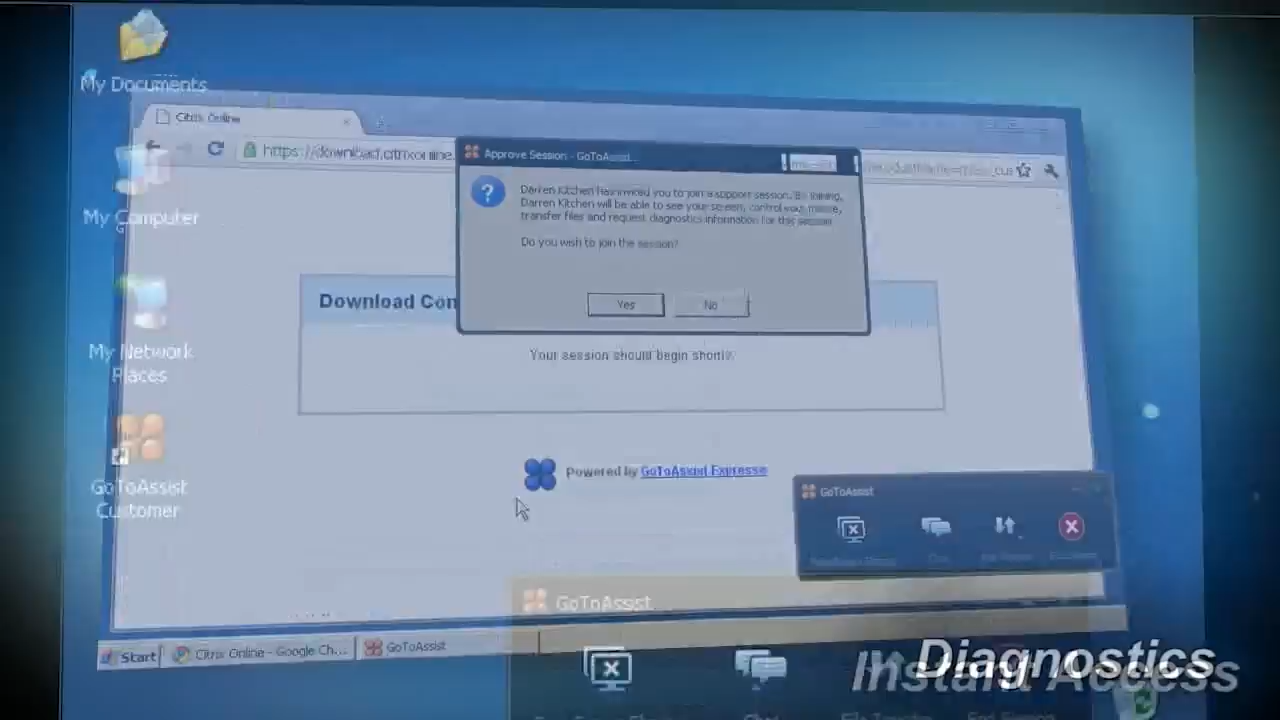 My Documents
Citrix Online
https://download.citrixonline.
My Computer
Approve Session - GoToAssist...
Darren Kitchen has invited you to join a support session. By joining,
Darren Kitchen will be able to see your screen, control your mouse,
transfer files and request diagnostics information for this session.
Do you wish to join the session?
Yes
No
Download Con
Your session should begin shortly.
My Network
Places
Powered by GoToAssist Expresso
GoToAssist
Customer
GoToAssist
GoToAssist
Start
Citrix Online - Google Ch...
GoToAssist
Diagnostics
Instant Access